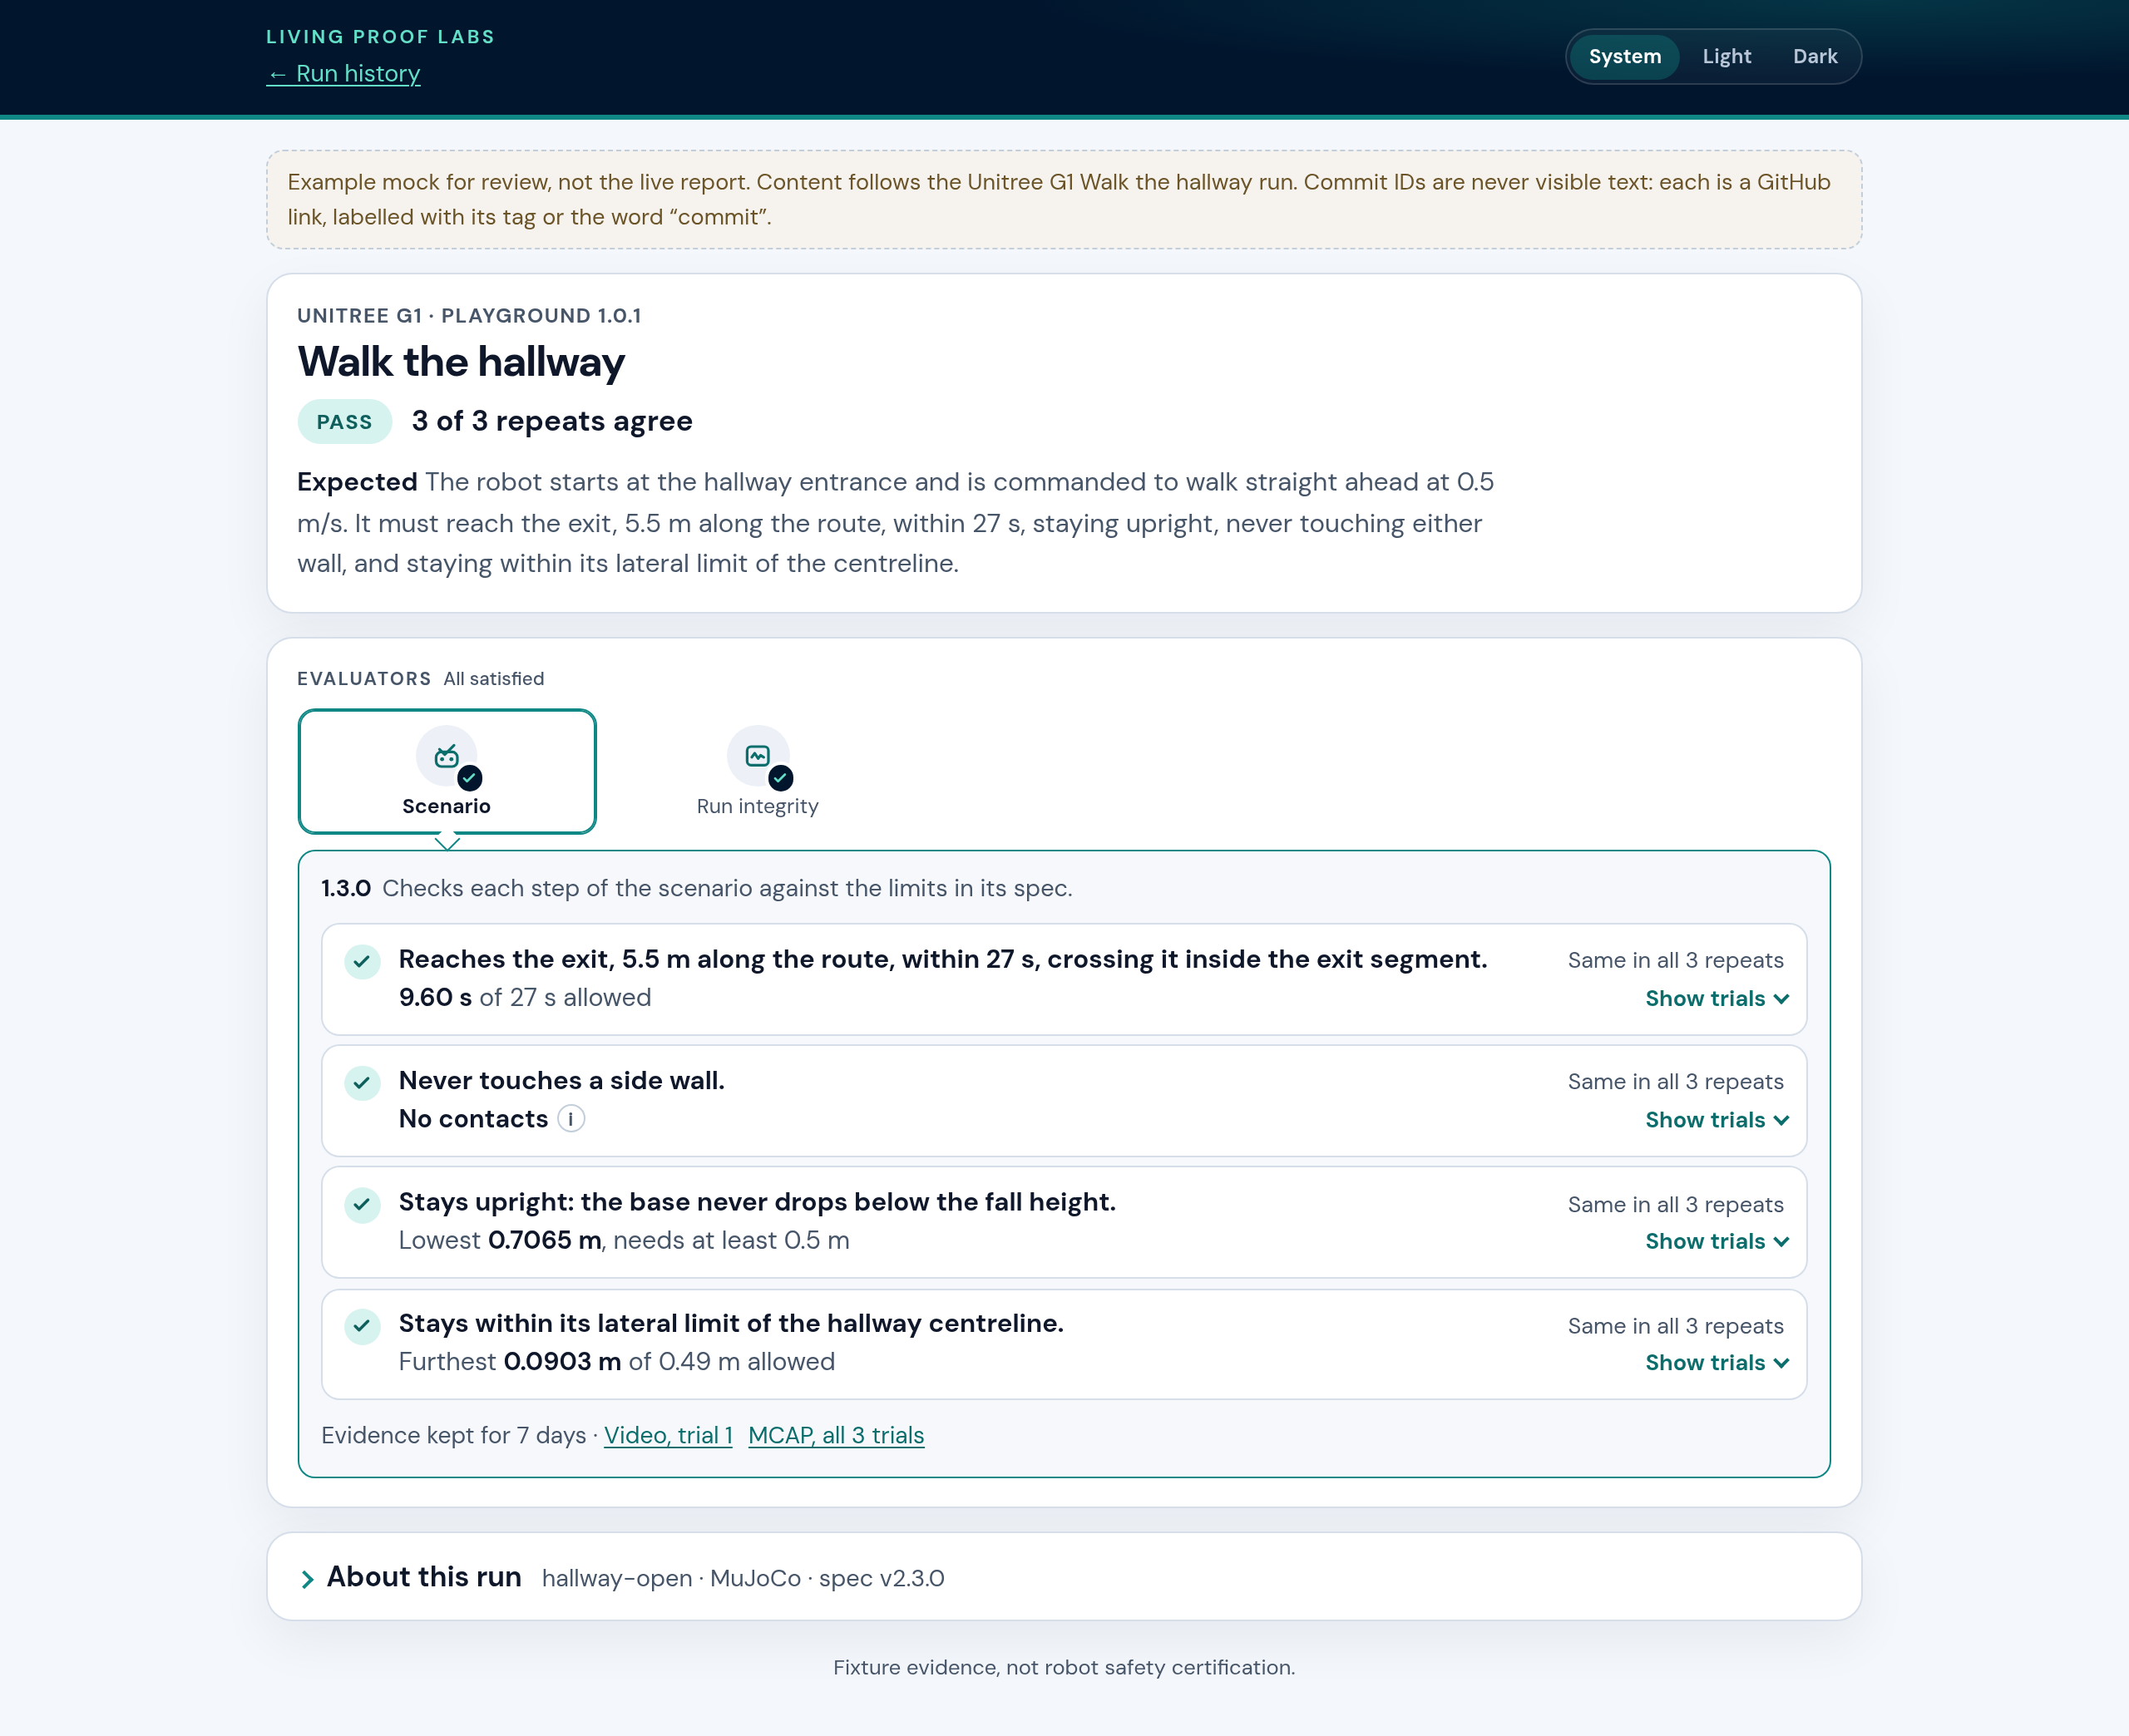 LIVING PROOF LABS
← Run history
System Light Dark
Example mock for review, not the live report. Content follows the Unitree G1 Walk the hallway run. Commit IDs are never visible text: each is a GitHub
link, labelled with its tag or the word “commit”.
UNITREE G1 · PLAYGROUND 1.0.1
Walk the hallway
PASS 3 of 3 repeats agree
Expected The robot starts at the hallway entrance and is commanded to walk straight ahead at 0.5
m/s. It must reach the exit, 5.5 m along the route, within 27 s, staying upright, never touching either
wall, and staying within its lateral limit of the centreline.
EVALUATORS All satisfied
Scenario Run integrity
1.3.0 Checks each step of the scenario against the limits in its spec.
Reaches the exit, 5.5 m along the route, within 27 s, crossing it inside the exit segment. Same in all 3 repeats
9.60 s of 27 s allowed Show trials
Never touches a side wall. Same in all 3 repeats
No contacts i Show trials
Stays upright: the base never drops below the fall height. Same in all 3 repeats
Lowest 0.7065 m, needs at least 0.5 m Show trials
Stays within its lateral limit of the hallway centreline. Same in all 3 repeats
Furthest 0.0903 m of 0.49 m allowed Show trials
Evidence kept for 7 days · Video, trial 1 MCAP, all 3 trials
About this run hallway-open · MuJoCo · spec v2.3.0
Fixture evidence, not robot safety certification.